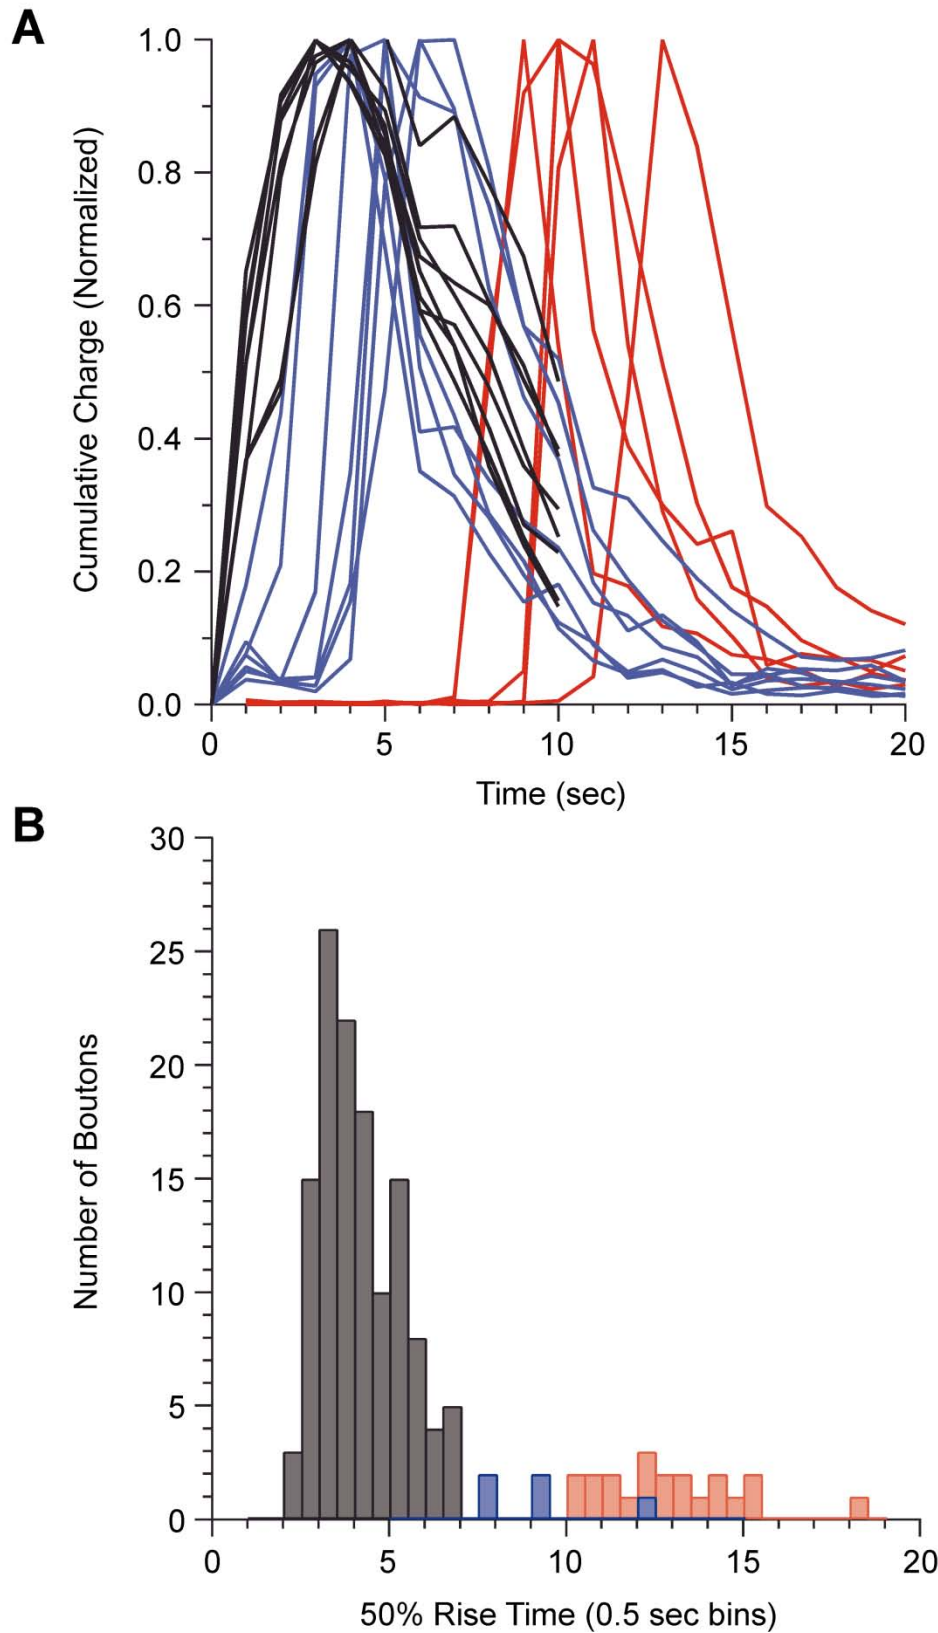 A
1.0
0.8
0.6
0.4
0.2
0.0
Cumulative Charge (Normalized)
0 5 10 15 20
Time (sec)
B
30
25
20
15
10
5
0
Number of Boutons
0 5 10 15 20
50% Rise Time (0.5 sec bins)